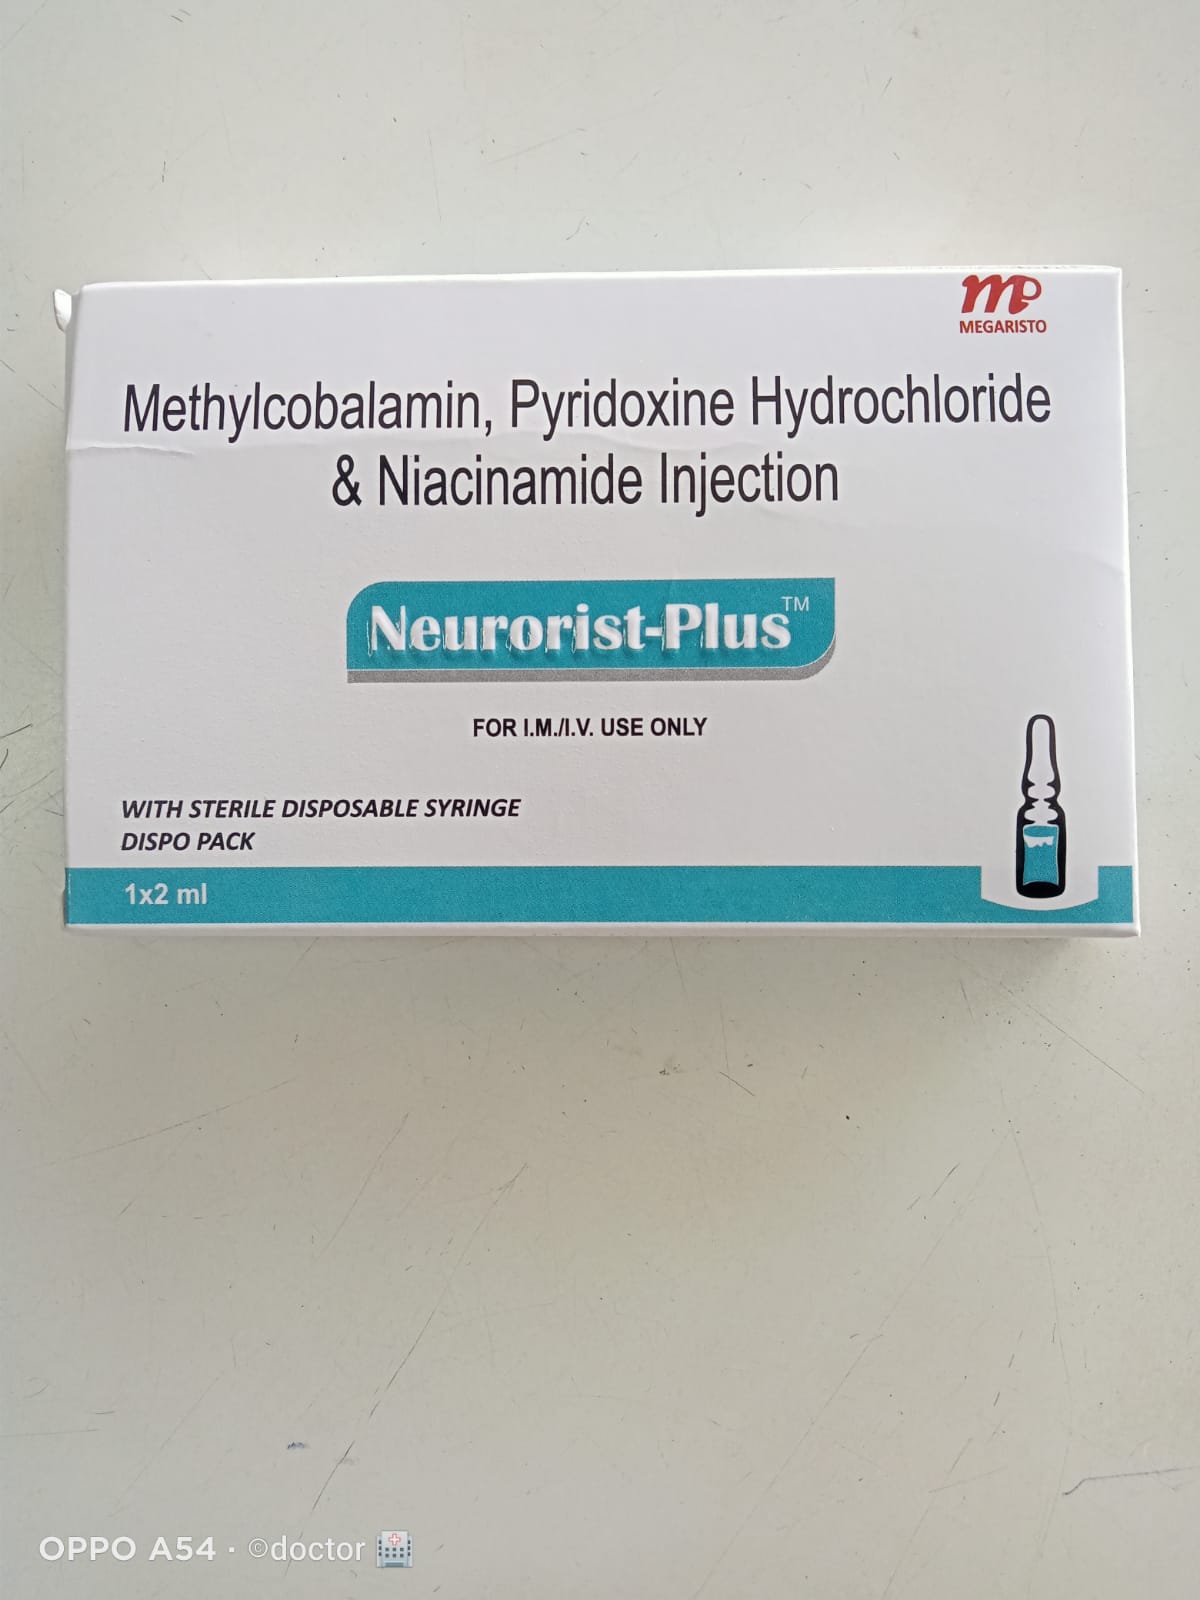 mp
MEGARISTO
Methylcobalamin, Pyridoxine Hydrochloride
& Niacinamide Injection
Neurorist-Plus™
FOR I.M./I.V. USE ONLY
WITH STERILE DISPOSABLE SYRINGE
DISPO PACK
1x2 ml
OPPO A54 · ©doctor 🏥